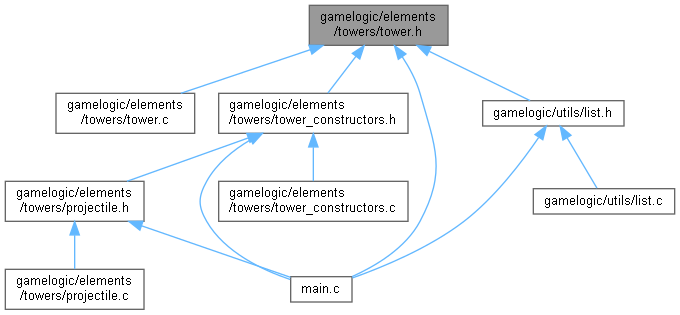 gamelogic/elements
/towers/tower.h
gamelogic/elements
/towers/tower.c
gamelogic/elements
/towers/tower_constructors.h
gamelogic/utils/list.h
gamelogic/elements
/towers/projectile.h
gamelogic/elements
/towers/tower_constructors.c
gamelogic/utils/list.c
gamelogic/elements
/towers/projectile.c
main.c